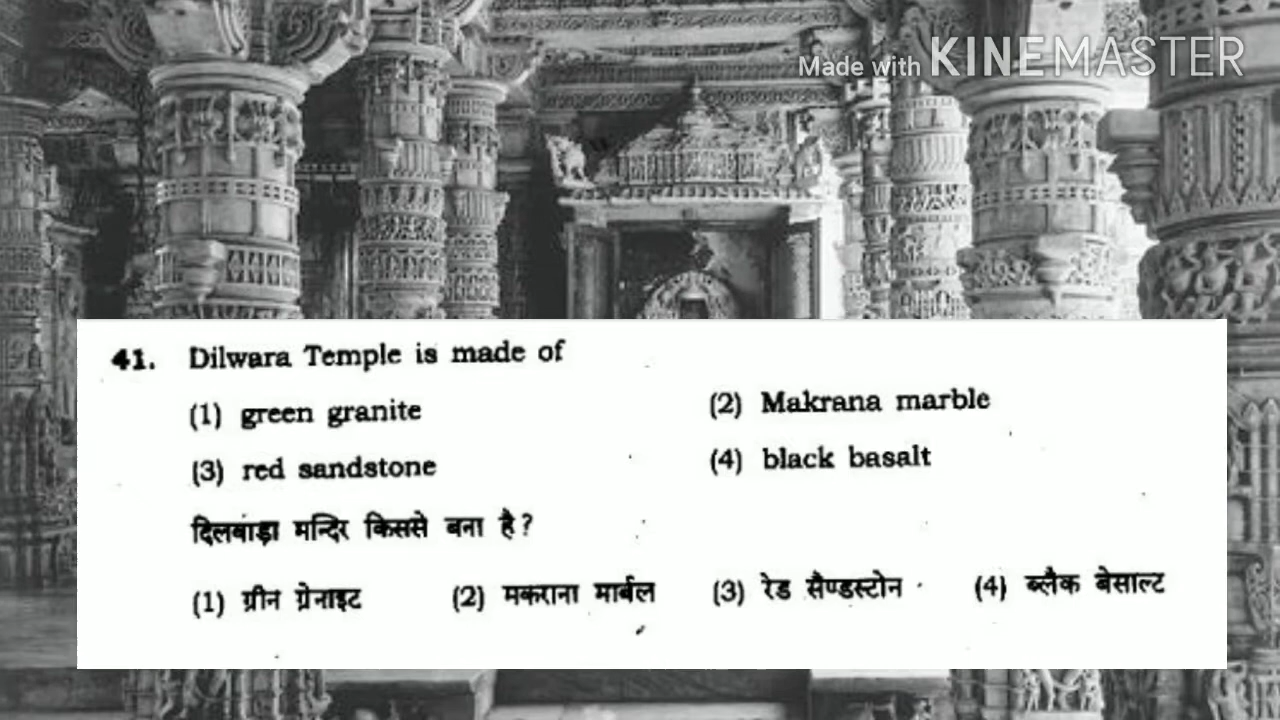 Made with KINEMASTER
41. Dilwara Temple is made of
(1) green granite (2) Makrana marble
(3) red sandstone (4) black basalt
दिलवाड़ा मन्दिर किससे बना है?
(1) ग्रीन ग्रेनाइट (2) मकराना मार्बल (3) रेड सैण्डस्टोन (4) ब्लैक बेसाल्ट